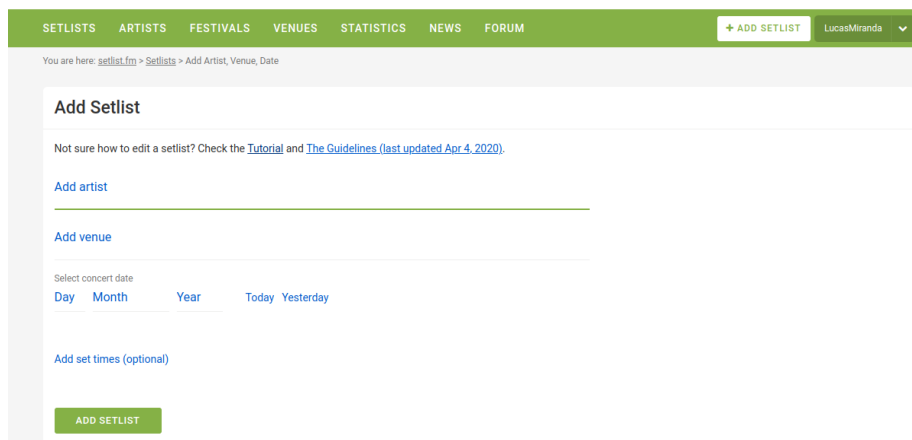 SETLISTS ARTISTS FESTIVALS VENUES STATISTICS NEWS FORUM + ADD SETLIST LucasMiranda
You are here: setlist.fm > Setlists > Add Artist, Venue, Date
Add Setlist
Not sure how to edit a setlist? Check the Tutorial and The Guidelines (last updated Apr 4, 2020).
Add artist
Add venue
Select concert date
Day Month Year Today Yesterday
Add set times (optional)
ADD SETLIST